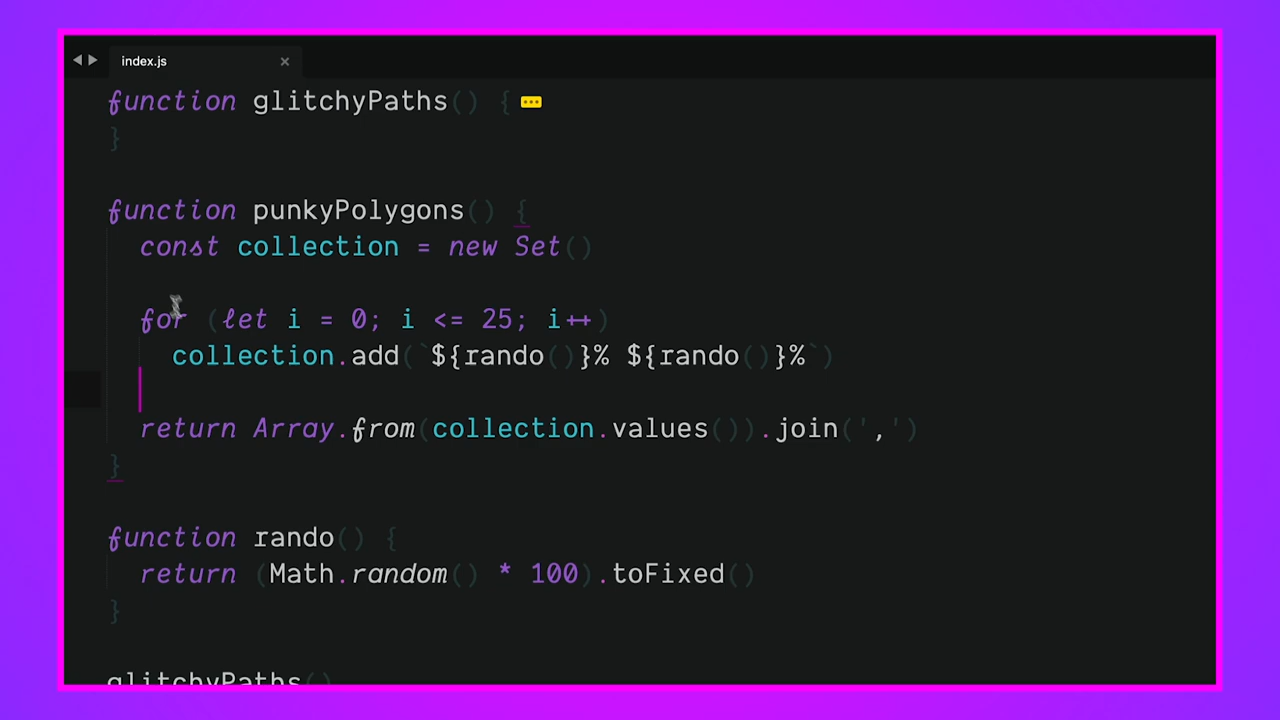 index.js ×
function glitchyPaths() {
}
function punkyPolygons() {
const collection = new Set()
for (let i = 0; i <= 25; i++)
collection.add(`${rando()}% ${rando()}%`)
return Array.from(collection.values()).join(',')
}
function rando() {
return (Math.random() * 100).toFixed()
}
glitchyPaths()